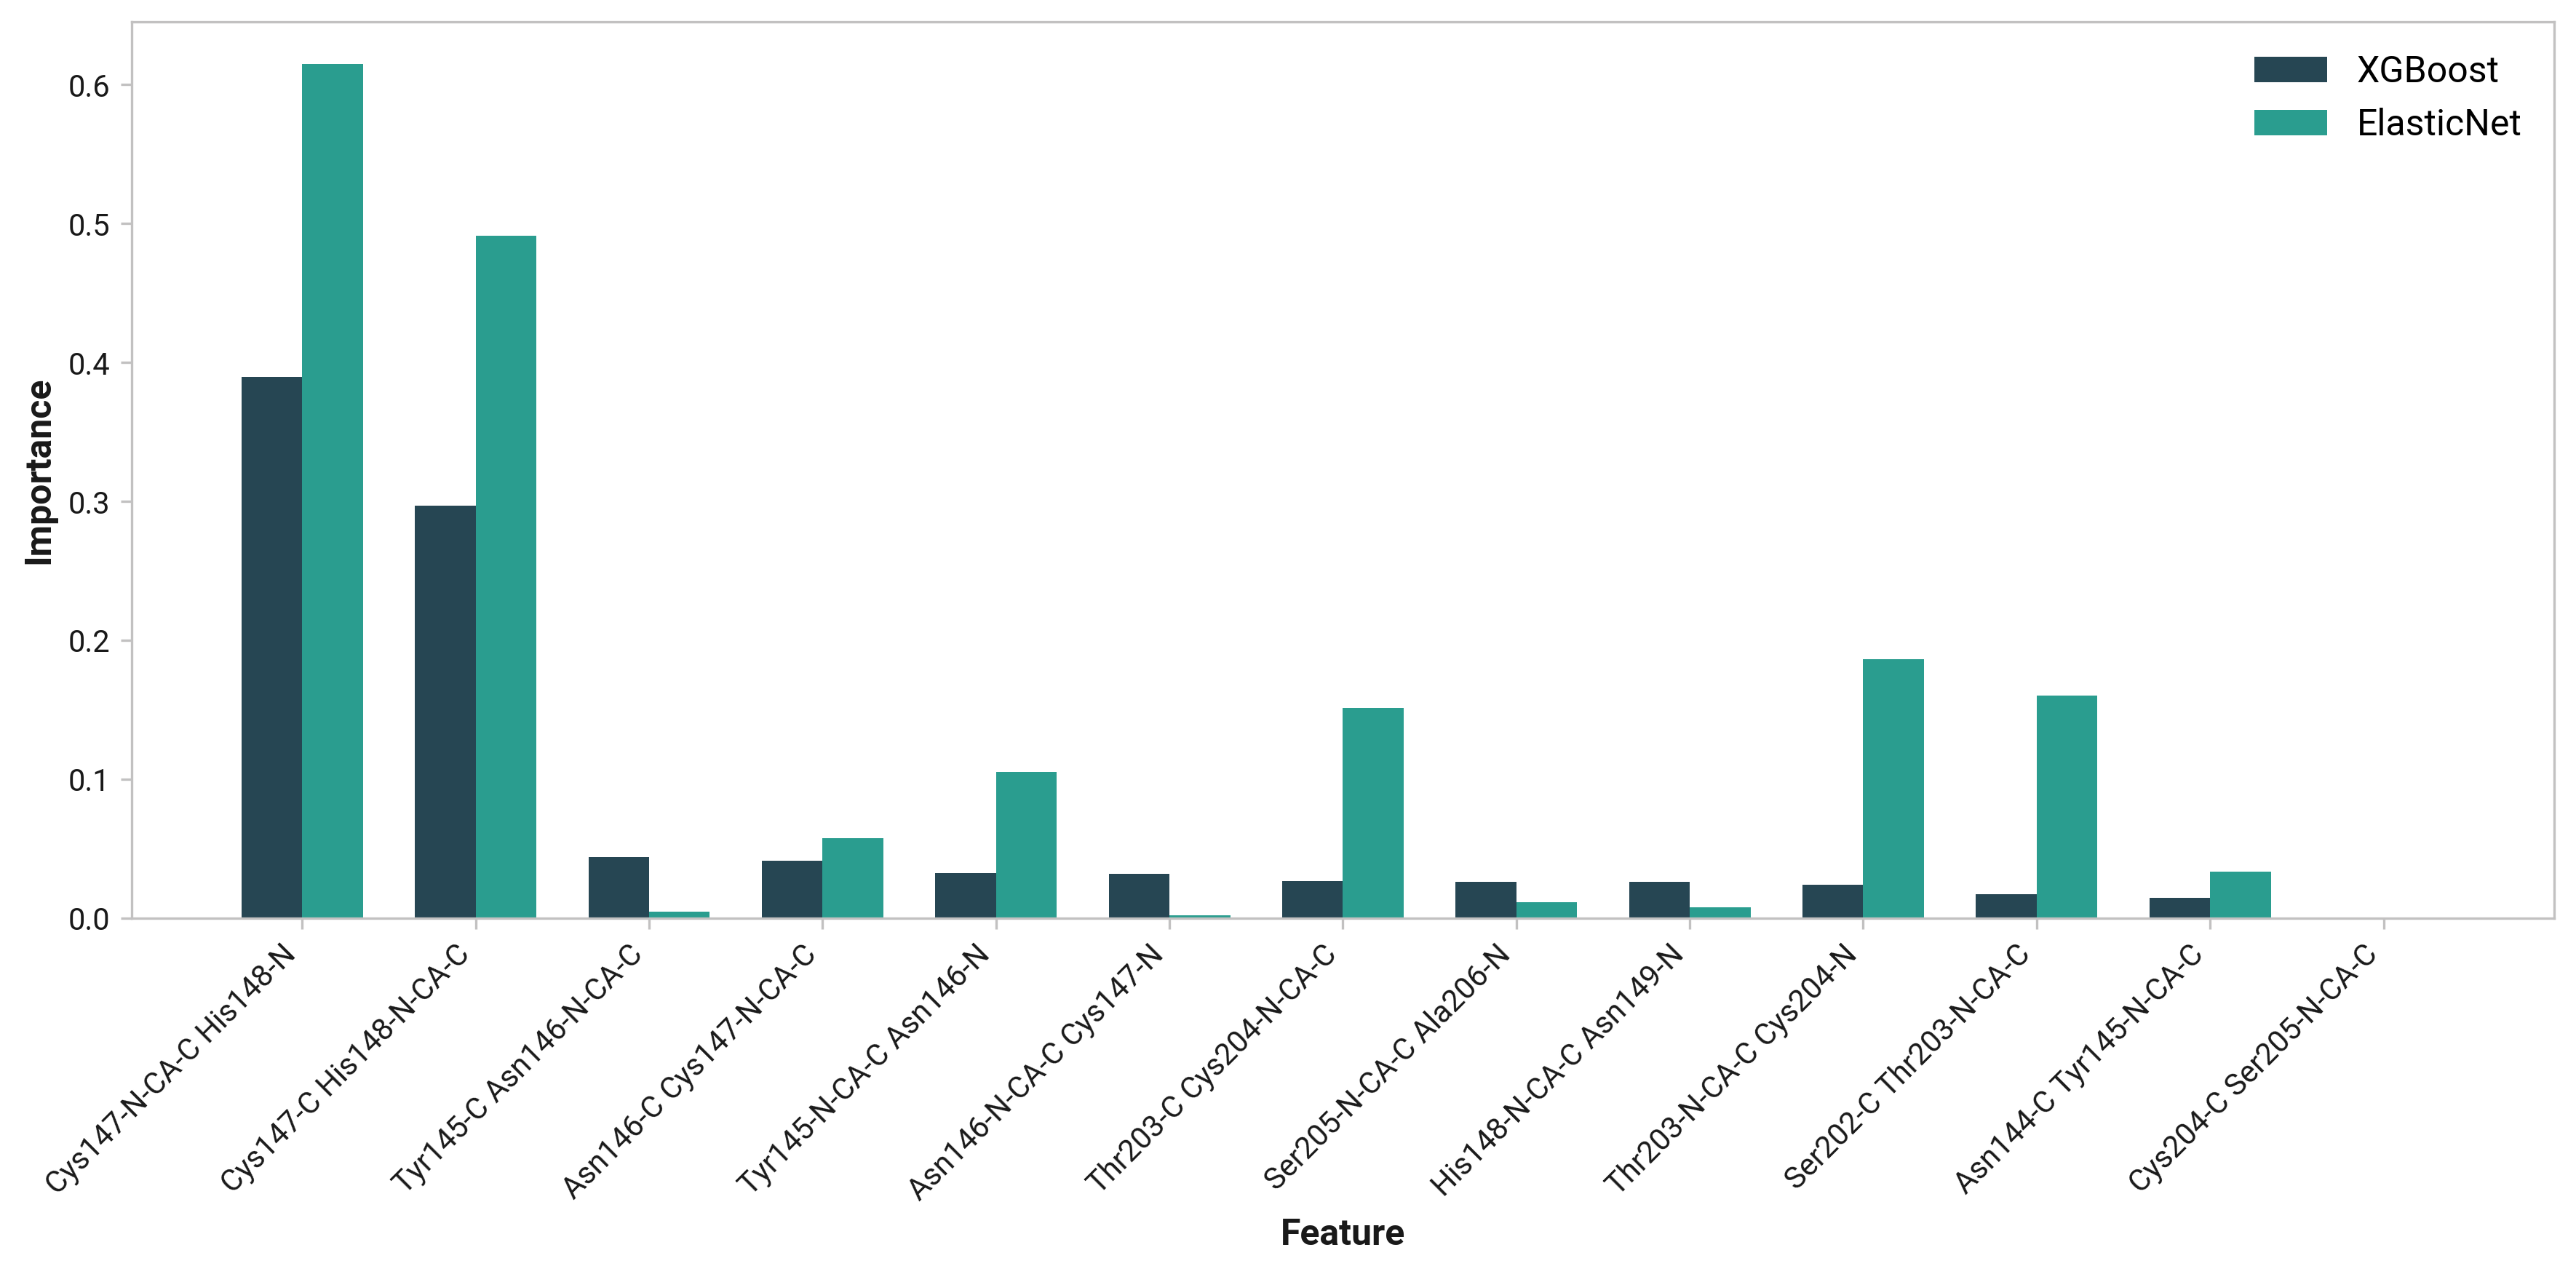 XGBoost
ElasticNet
Importance
0.6
0.5
0.4
0.3
0.2
0.1
0.0
Cys147-N-CA-C His148-N
Cys147-C His148-N-CA-C
Tyr145-C Asn146-N-CA-C
Asn146-C Cys147-N-CA-C
Tyr145-N-CA-C Asn146-N
Asn146-N-CA-C Cys147-N
Thr203-C Cys204-N-CA-C
Ser205-N-CA-C Ala206-N
His148-N-CA-C Asn149-N
Thr203-N-CA-C Cys204-N
Ser202-C Thr203-N-CA-C
Asn144-C Tyr145-N-CA-C
Cys204-C Ser205-N-CA-C
Feature